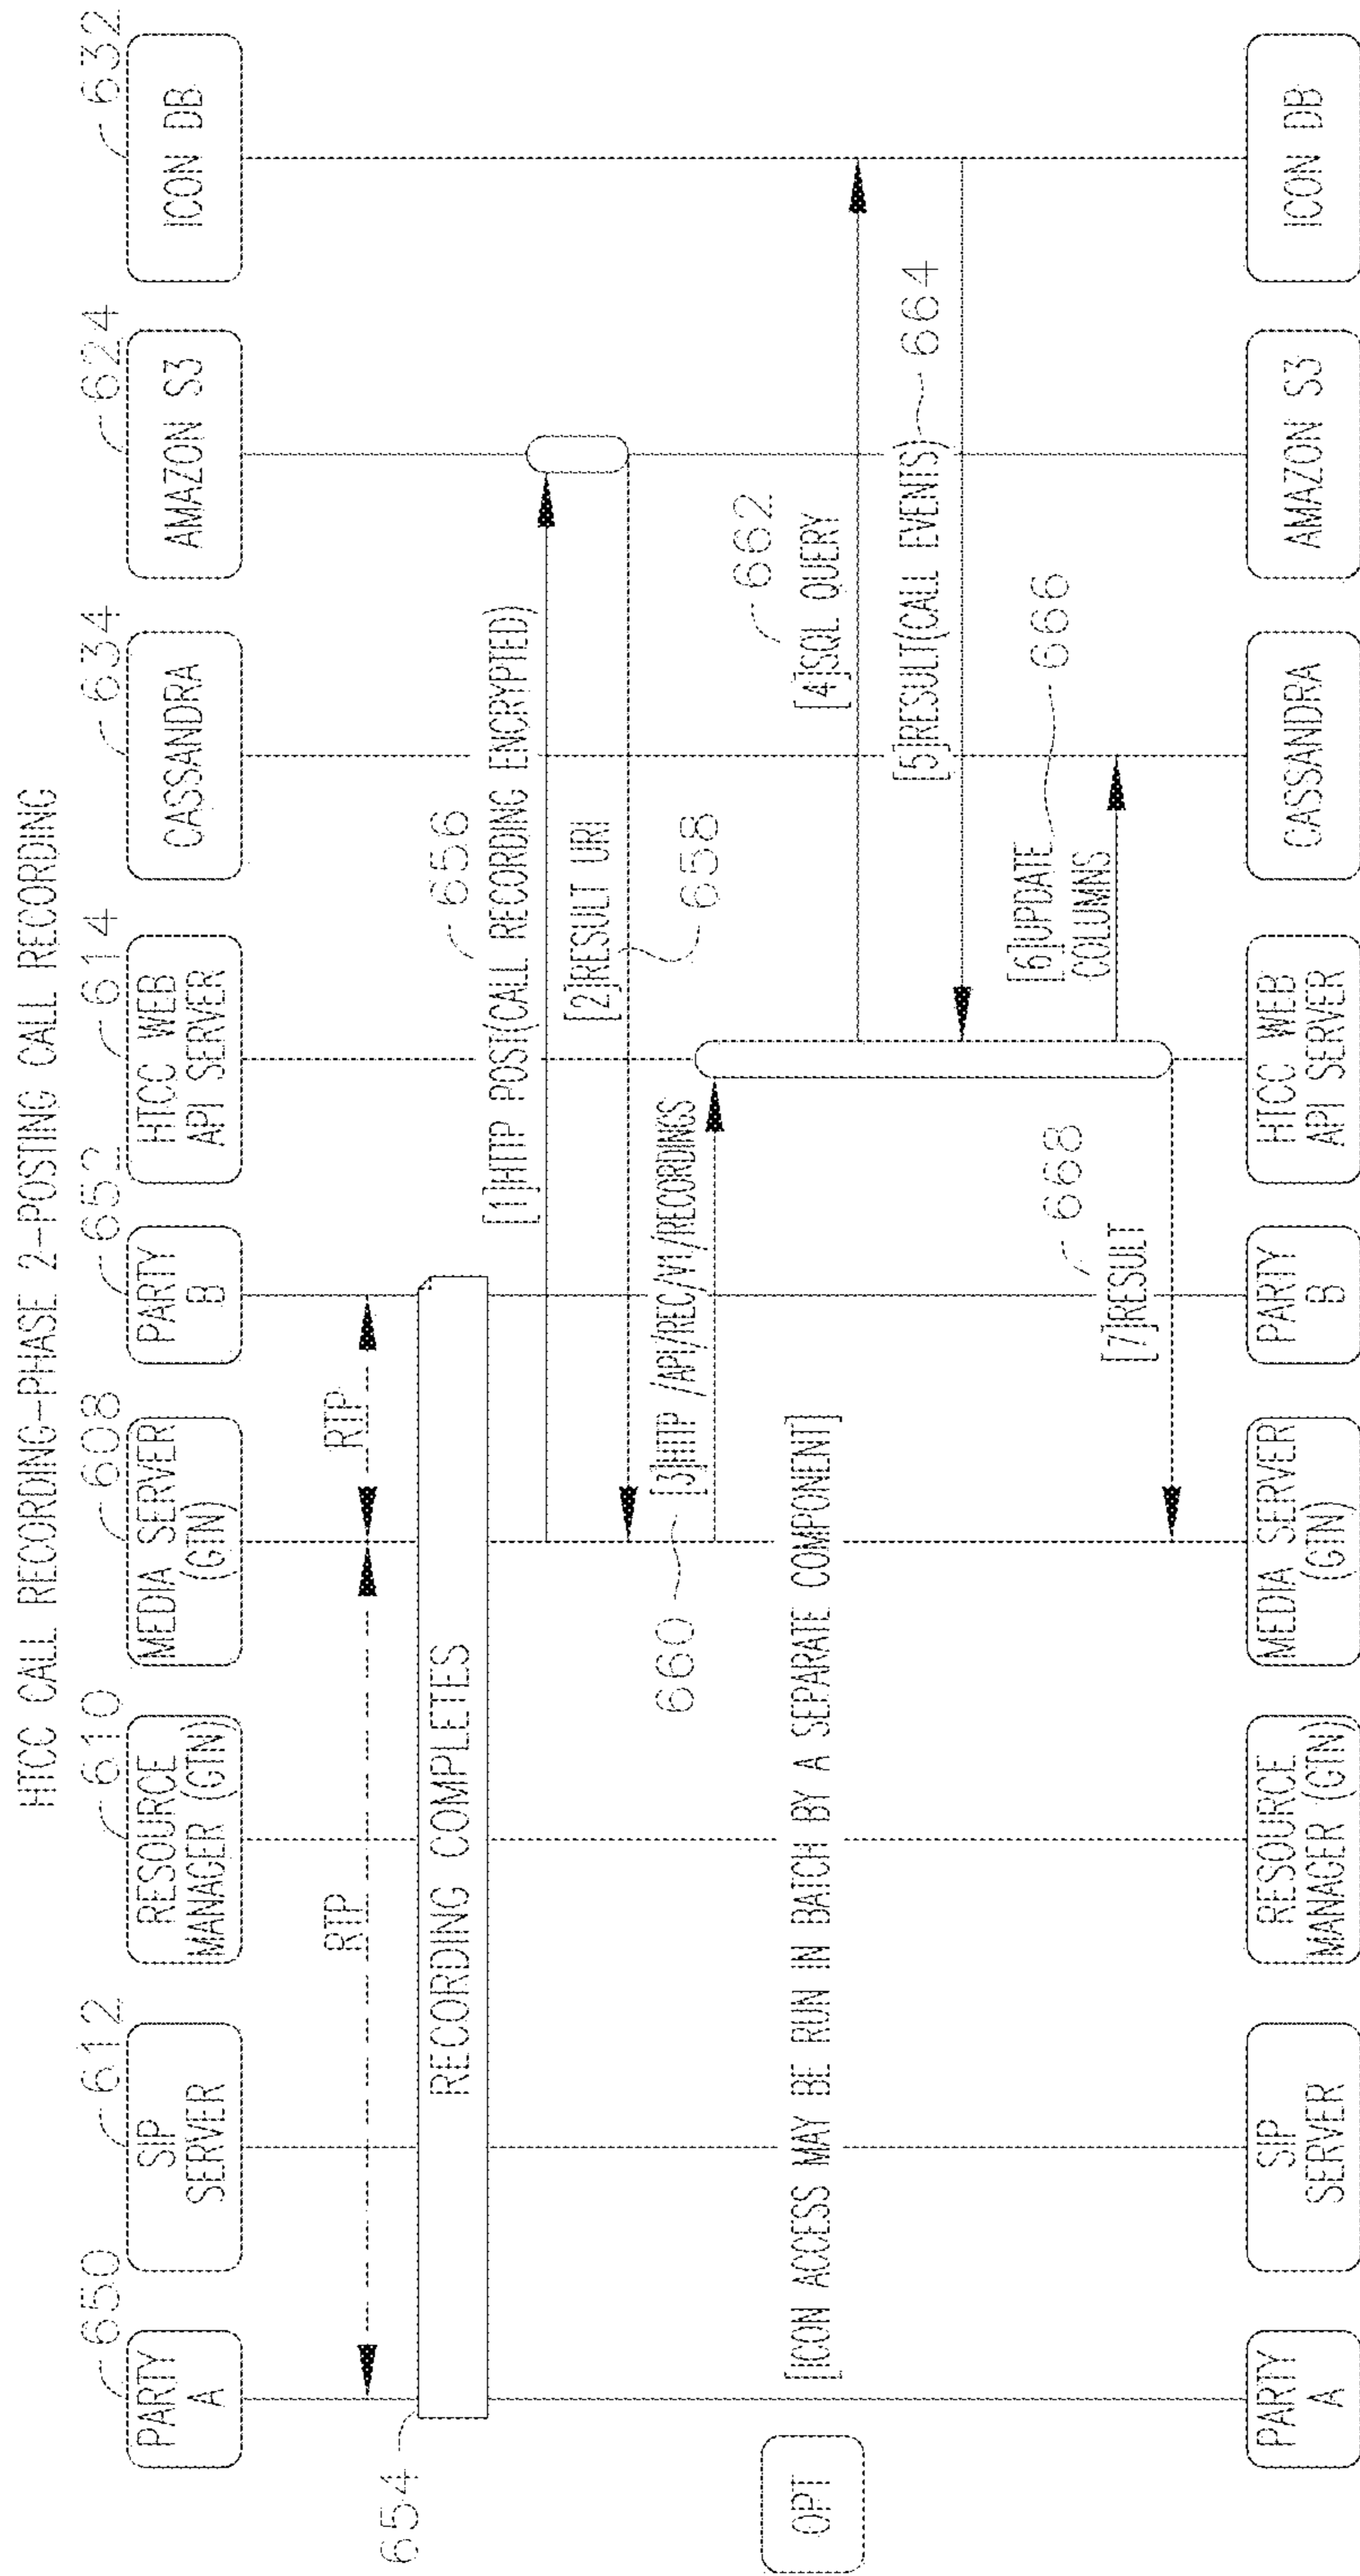 HTCC CALL RECORDING-PHASE 2-POSTING CALL RECORDING
650
612
610
608
652
614
634
624
632
PARTY
A
SIP
SERVER
RESOURCE
MANAGER (GTN)
MEDIA SERVER
(GTN)
PARTY
B
HTCC WEB
API SERVER
CASSANDRA
AMAZON S3
ICON DB
RTP
RTP
654
RECORDING COMPLETES
656
[1]HTTP POST(CALL RECORDING ENCRYPTED)
[2]RESULT URI
658
660
[3]HTTP /API/REC/V1/RECORDINGS
OPT
[ICON ACCESS MAY BE RUN IN BATCH BY A SEPARATE COMPONENT]
662
[4]SQL QUERY
[5]RESULT(CALL EVENTS)
664
[6]UPDATE
COLUMNS
666
668
[7]RESULT
PARTY
A
SIP
SERVER
RESOURCE
MANAGER (GTN)
MEDIA SERVER
(GTN)
PARTY
B
HTCC WEB
API SERVER
CASSANDRA
AMAZON S3
ICON DB